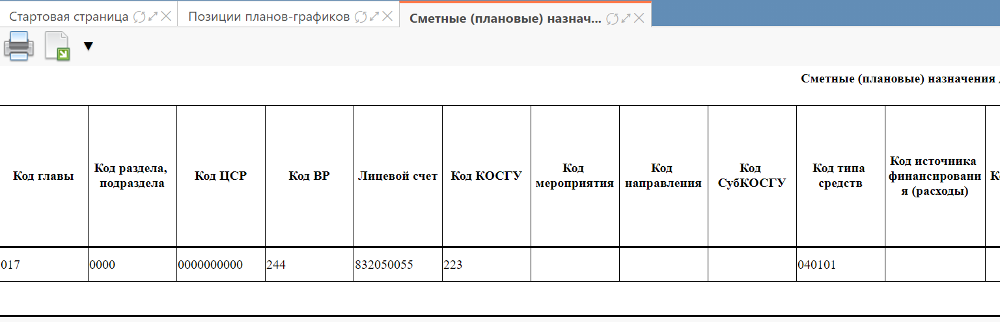 Стартовая страница
Позиции планов-графиков
Сметные (плановые) назнач...
Сметные (плановые) назначения
Код главы
Код раздела,
подраздела
Код ЦСР
Код ВР
Лицевой счет
Код КОСГУ
Код
мероприятия
Код
направления
Код
СубКОСГУ
Код типа
средств
Код источника
финансировани
я (расходы)
017 0000 0000000000 244 832050055 223 040101